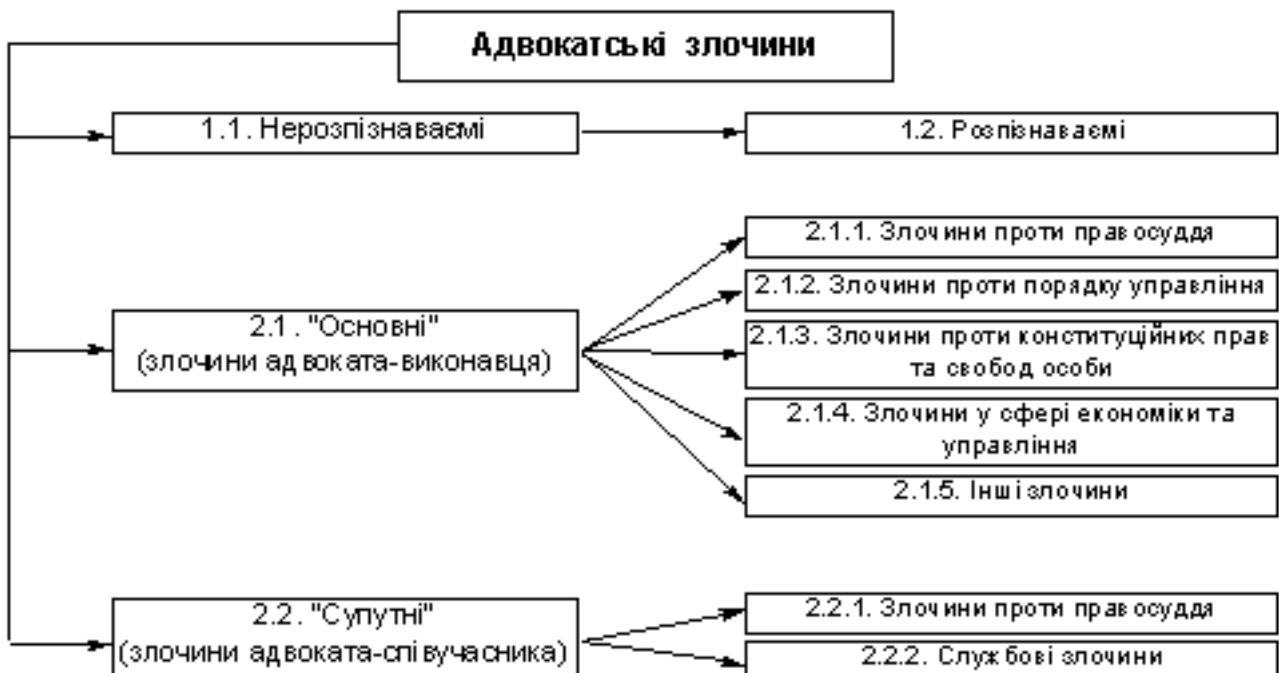 Адвокатські злочини
1.1. Нерозпізнаваємі
1.2. Розпізнаваємі
2.1. "Основні"
(злочини адвоката-виконавця)
2.1.1. Злочини проти правосуддя
2.1.2. Злочини проти порядку управління
2.1.3. Злочини проти конституційних прав
та свобод особи
2.1.4. Злочини у сфері економіки та
управління
2.1.5. Інші злочини
2.2. "Супутні"
(злочини адвоката-співучасника)
2.2.1. Злочини проти правосуддя
2.2.2. Службові злочини